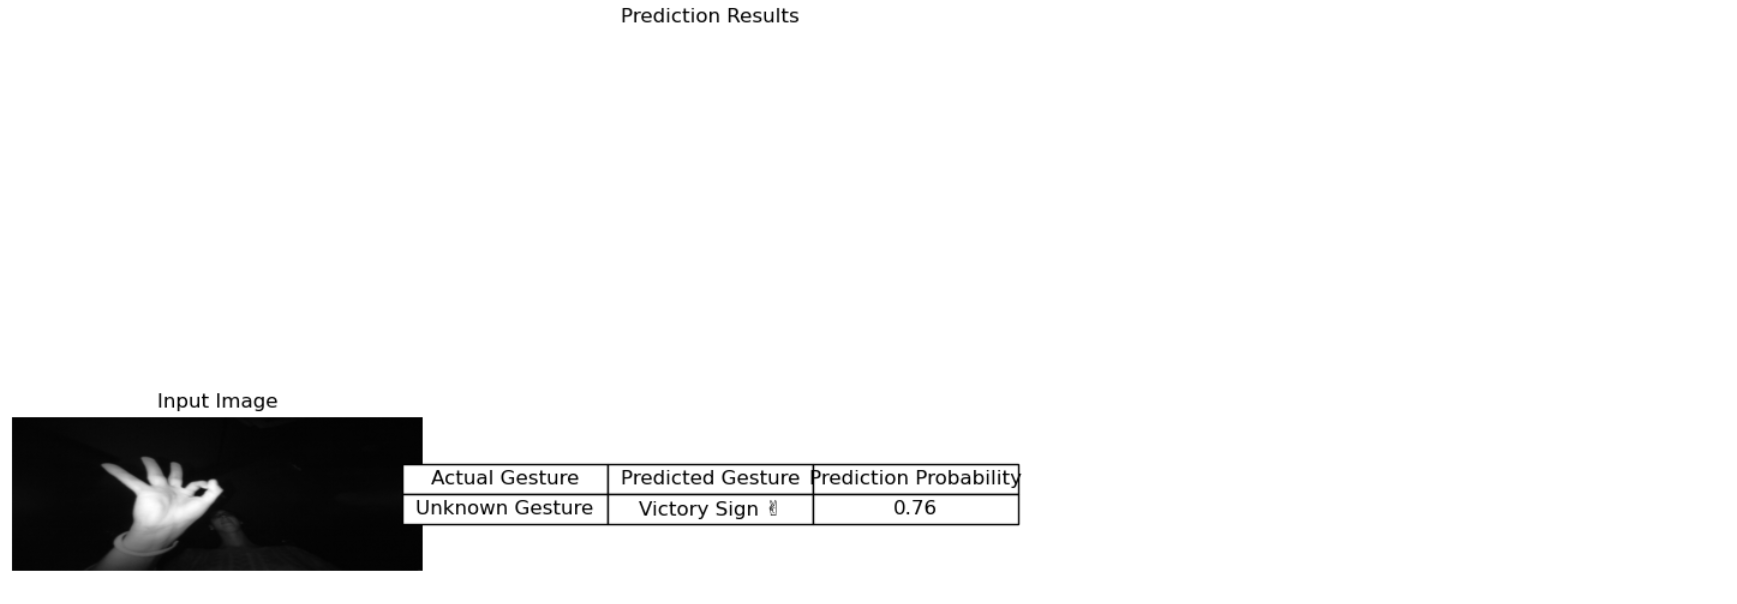 Prediction Results
Input Image
Actual Gesture Predicted Gesture Prediction Probability
Unknown Gesture Victory Sign ✌ 0.76